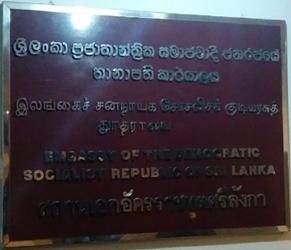 ශ්‍රී ලංකා ප්‍රජාතාන්ත්‍රික සමාජවාදී ජනරජයේ
තානාපති කාර්යාලය
இலங்கைச் சனநாயக சோசலிசக் குடியரசுத்
தூதராலயம்
EMBASSY OF THE DEMOCRATIC
SOCIALIST REPUBLIC OF SRI LANKA
สถานเอกอัครราชทูตศรีลังกา